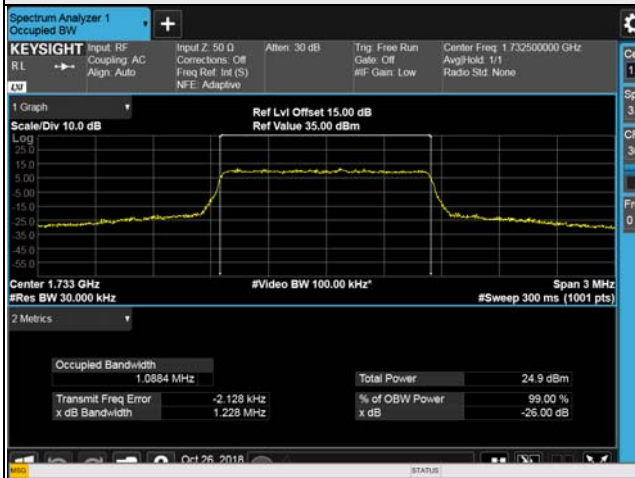 Spectrum Analyzer 1
Occupied BW
KEYSIGHT Input: RF Input Z: 50 Ω Atten: 30 dB Trig: Free Run Center Freq: 1.732500000 GHz
RL Coupling: AC Corrections: Off Gate: Off Avg|Hold: 1/1
Align: Auto Freq Ref: Int (S) #IF Gain: Low Radio Std: None
LXI NFE: Adaptive
1 Graph
Ref Lvl Offset 15.00 dB
Scale/Div 10.0 dB Ref Value 35.00 dBm
Log
25.0
15.0
5.00
-5.00
-15.0
-25.0
-35.0
-45.0
-55.0
Center 1.733 GHz #Video BW 100.00 kHz* Span 3 MHz
#Res BW 30.000 kHz #Sweep 300 ms (1001 pts)
2 Metrics
Occupied Bandwidth
1.0884 MHz Total Power 24.9 dBm
Transmit Freq Error -2.128 kHz % of OBW Power 99.00 %
x dB Bandwidth 1.228 MHz x dB -26.00 dB
Oct 26, 2018
MSG STATUS